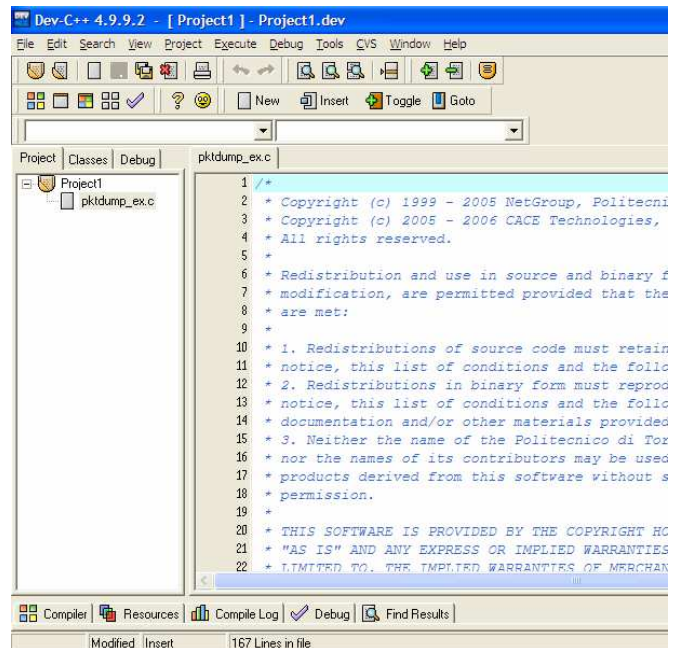 Dev-C++ 4.9.9.2 - [ Project1 ] - Project1.dev
File Edit Search View Project Execute Debug Tools CVS Window Help
New Insert Toggle Goto
Project Classes Debug
pktdump_ex.c
Project1
pktdump_ex.c
1 /*
2 * Copyright (c) 1999 - 2005 NetGroup, Politecni
3 * Copyright (c) 2005 - 2006 CACE Technologies,
4 * All rights reserved.
5 *
6 * Redistribution and use in source and binary f
7 * modification, are permitted provided that the
8 * are met:
9 *
10 * 1. Redistributions of source code must retain
11 * notice, this list of conditions and the follo
12 * 2. Redistributions in binary form must reprod
13 * notice, this list of conditions and the follo
14 * documentation and/or other materials provided
15 * 3. Neither the name of the Politecnico di Tor
16 * nor the names of its contributors may be used
17 * products derived from this software without s
18 * permission.
19 *
20 * THIS SOFTWARE IS PROVIDED BY THE COPYRIGHT HO
21 * "AS IS" AND ANY EXPRESS OR IMPLIED WARRANTIES
22 * LIMITED TO, THE IMPLIED WARRANTIES OF MERCHAN
Compiler Resources Compile Log Debug Find Results
Modified Insert 167 Lines in file